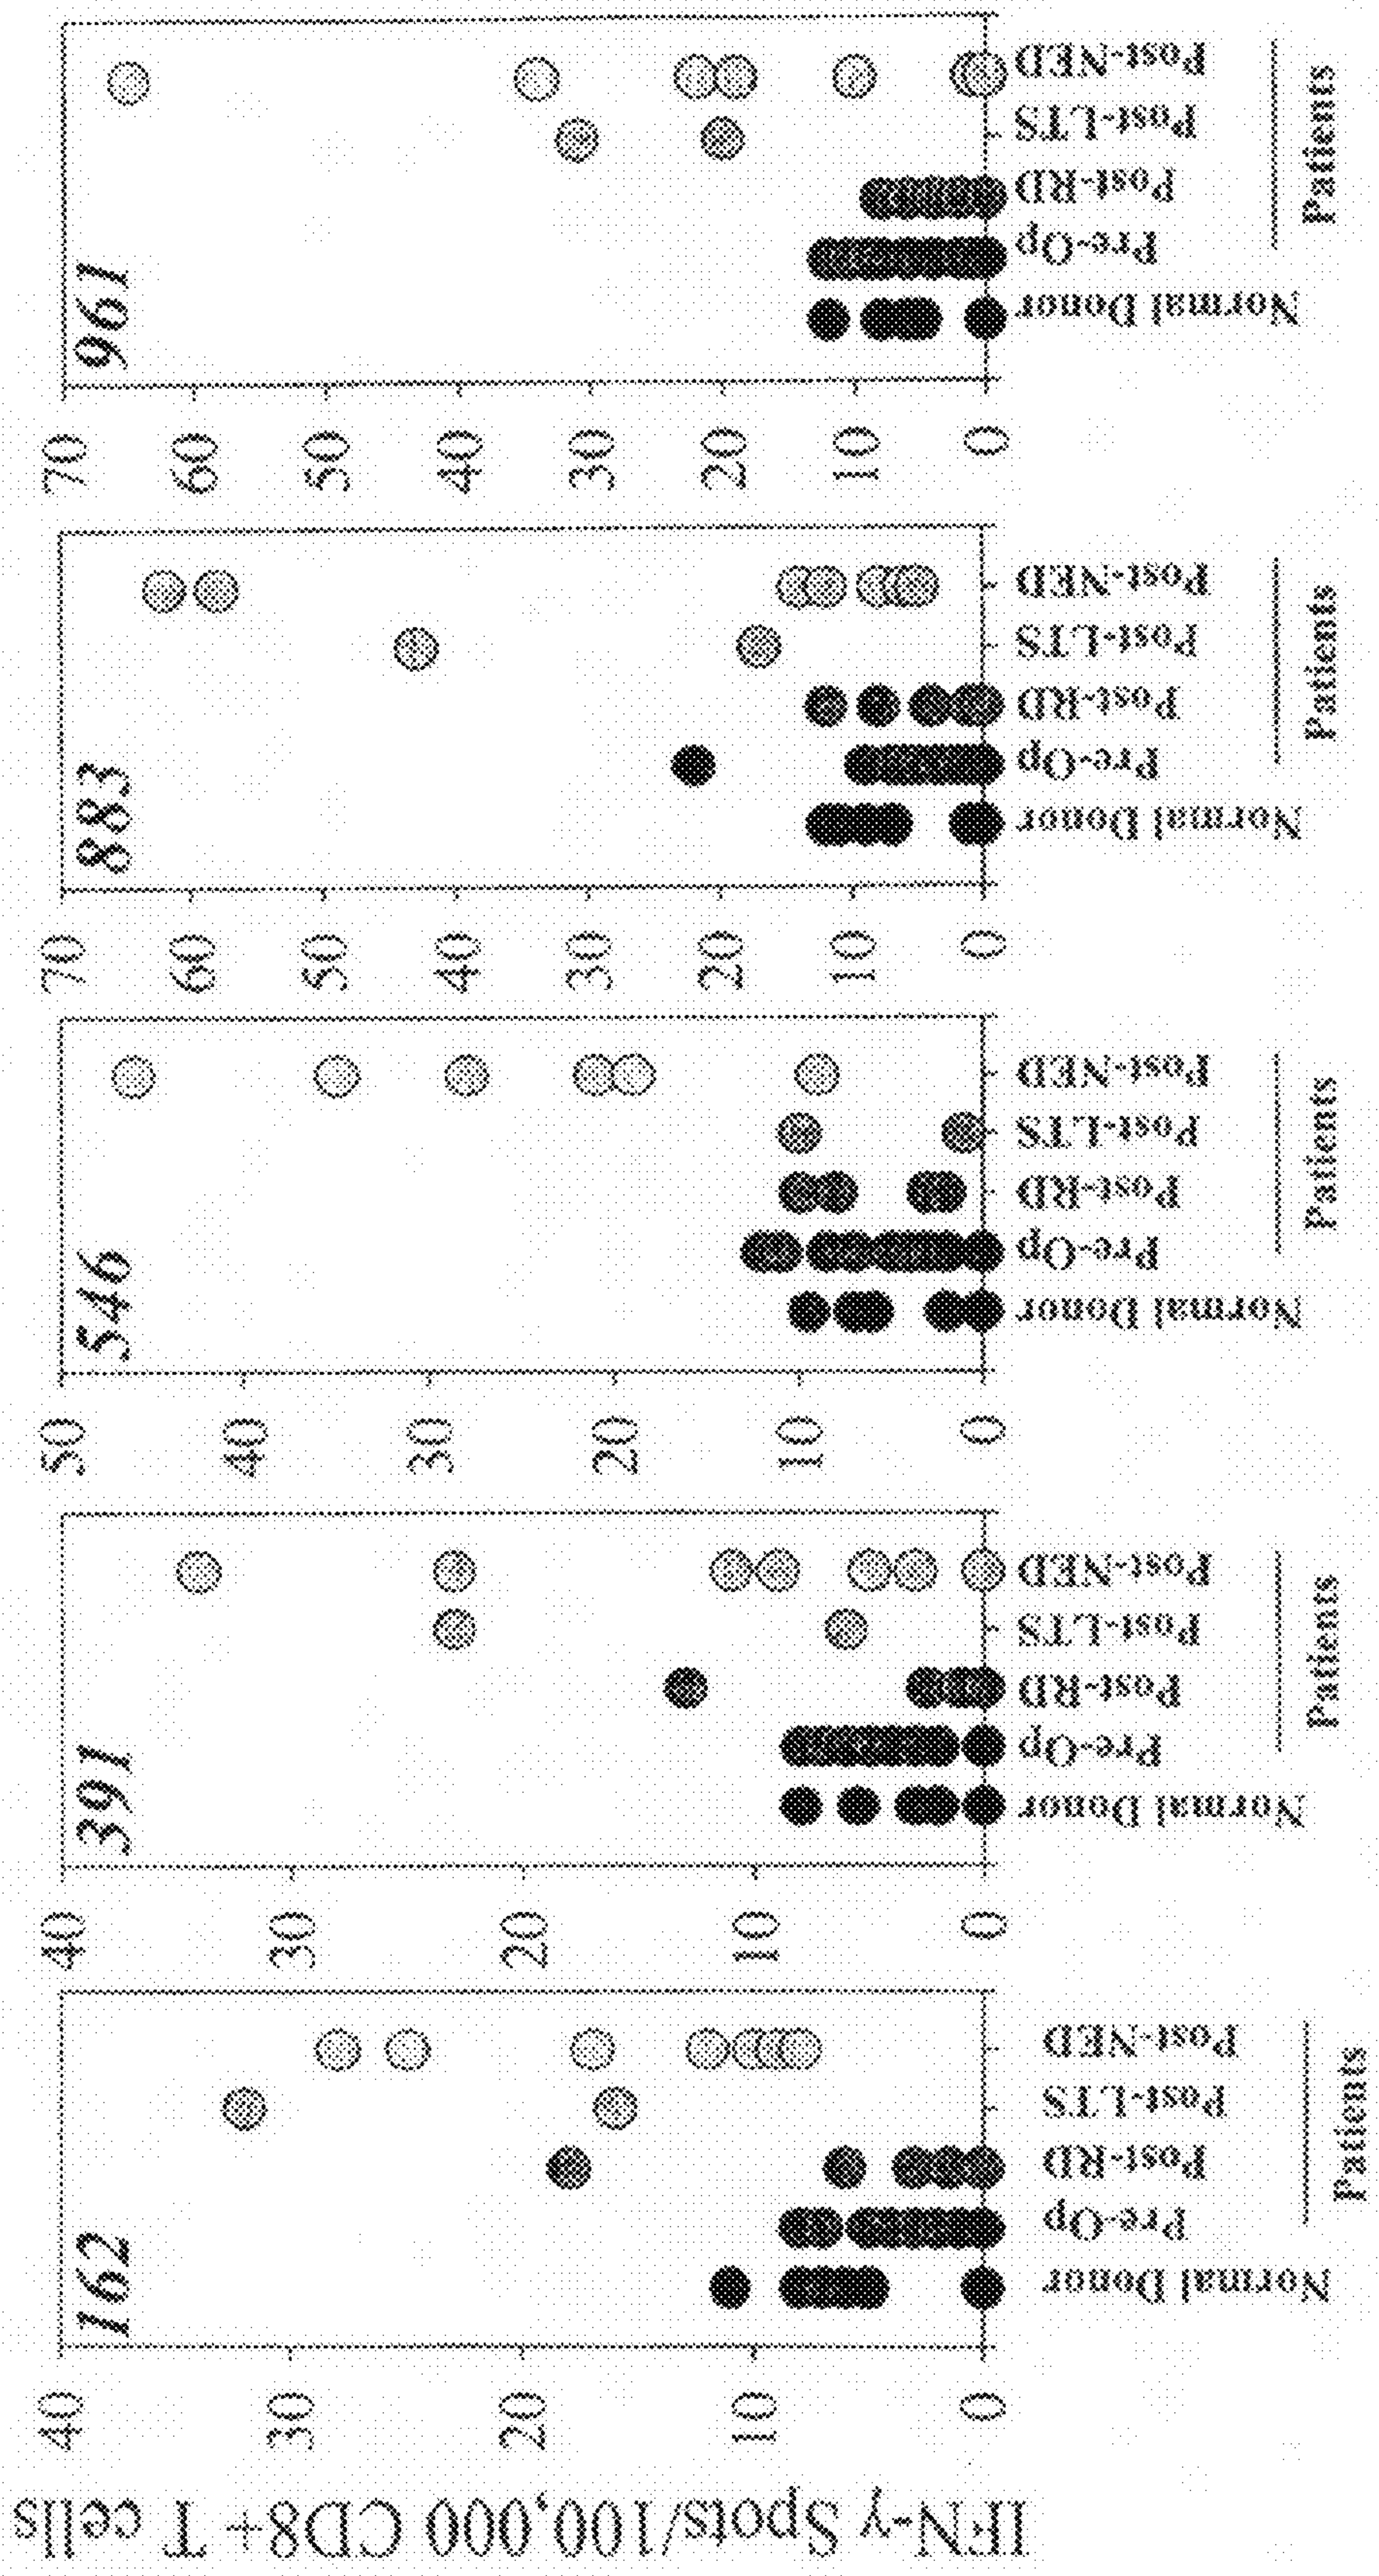 IFN-γ Spots/100,000 CD8+ T cells
162
40
30
20
10
0
Normal Donor
Pre-Op
Post-RD
Post-LTS
Post-NED
Patients
391
40
30
20
10
0
Normal Donor
Pre-Op
Post-RD
Post-LTS
Post-NED
Patients
546
50
40
30
20
10
0
Normal Donor
Pre-Op
Post-RD
Post-LTS
Post-NED
Patients
883
70
60
50
40
30
20
10
0
Normal Donor
Pre-Op
Post-RD
Post-LTS
Post-NED
Patients
961
70
60
50
40
30
20
10
0
Normal Donor
Pre-Op
Post-RD
Post-LTS
Post-NED
Patients